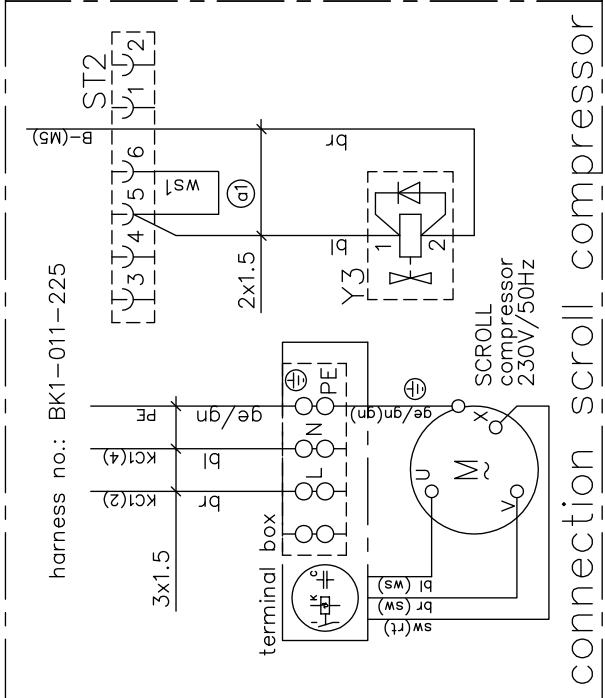 connection scroll compressor
harness no.: BK1-011-225
ST2
3 4 5 6 1 2
B-(M5)
WS1
a1
2x1.5
bl
br
Y3
1
2
3x1.5
KC1(2)
KC1(4)
PE
br
bl
ge/gn
terminal box
L
N
PE
K
C
ge/gn(gn)
SCROLL
compressor
230V/50Hz
U
V
X
M
~
bl (ws)
br (sw)
sw(rt)